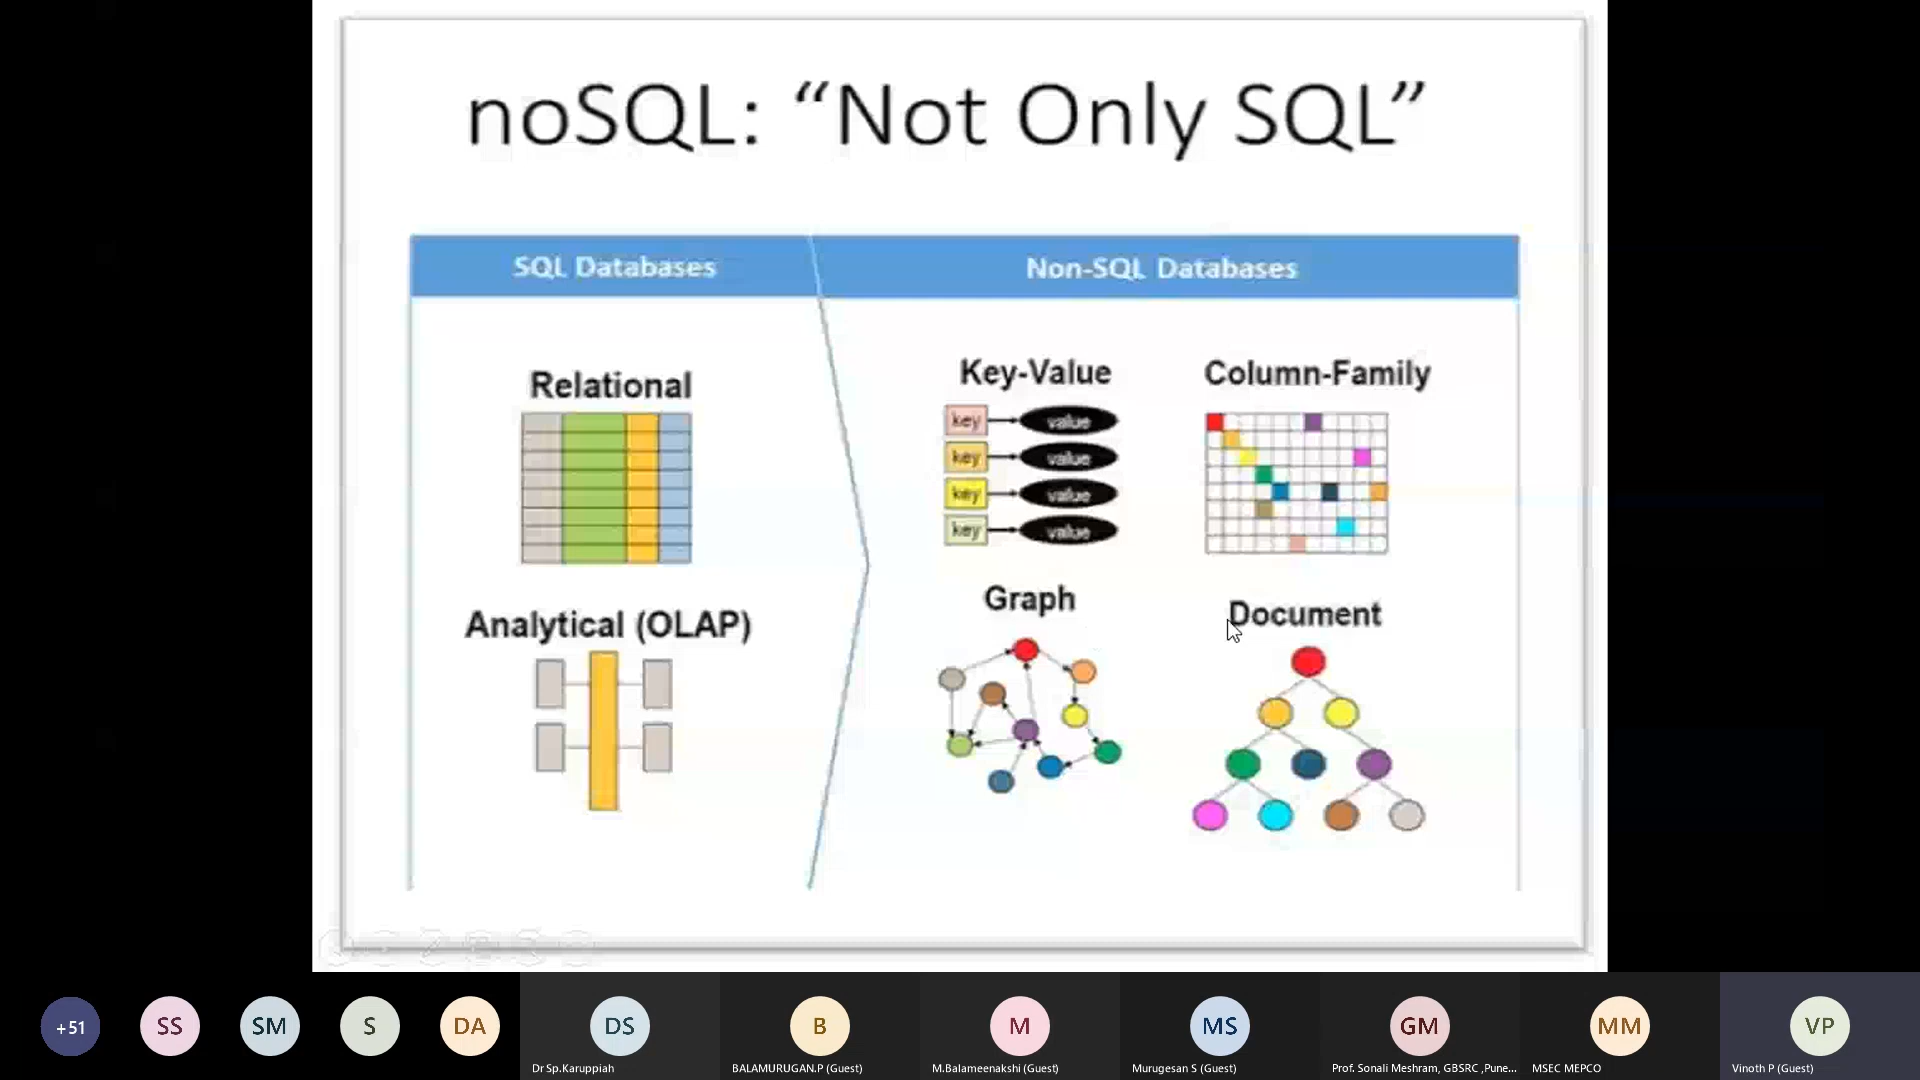 noSQL: “Not Only SQL”
SQL Databases
Non-SQL Databases
Relational
Key-Value
Column-Family
key value
key value
key value
key value
Graph
Document
Analytical (OLAP)
+51
SS
SM
S
DA
DS
B
M
MS
GM
MM
VP
Dr Sp.Karuppiah
BALAMURUGAN.P (Guest)
M.Balameenakshi (Guest)
Murugesan S (Guest)
Prof. Sonali Meshram, GBSRC ,Pune...
MSEC MEPCO
Vinoth P (Guest)